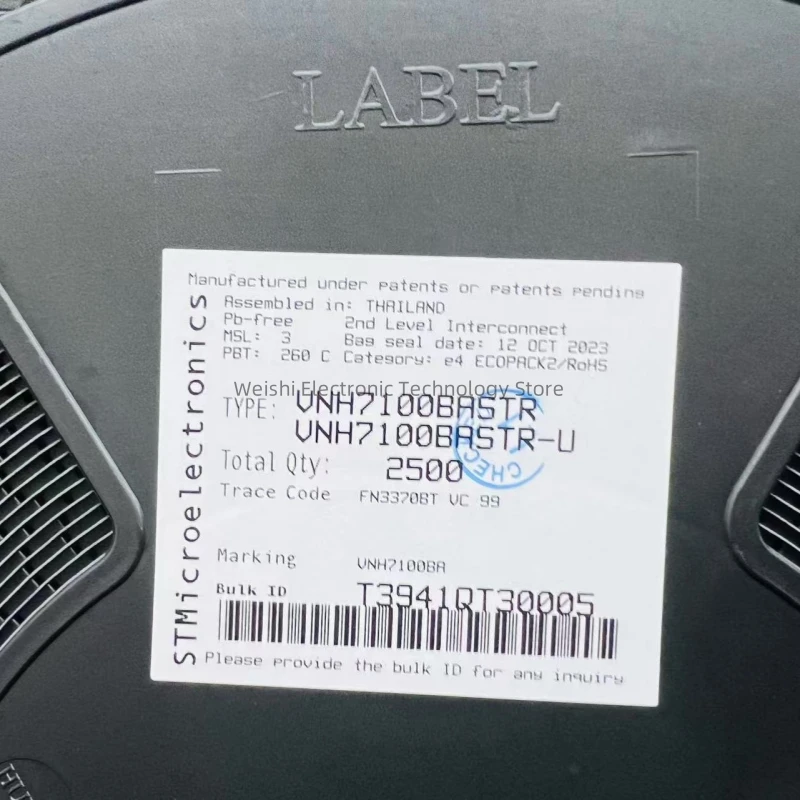 LABEL
Manufactured under patents or patents pending
Assembled in: THAILAND
Pb-free 2nd Level Interconnect
MSL: 3 Bag seal date: 12 OCT 2023
PBT: 260 C Category: e4 ECOPACK2/RoHS
Weishi Electronic Technology Store
TYPE: VNH7100BASTR
VNH7100BASTR-U
Total Qty: 2500
Trace Code FN3370BT VC 99
Marking VNH7100BA
Bulk ID T3941QT30005
Please provide the bulk ID for any inquiry
STMicroelectronics